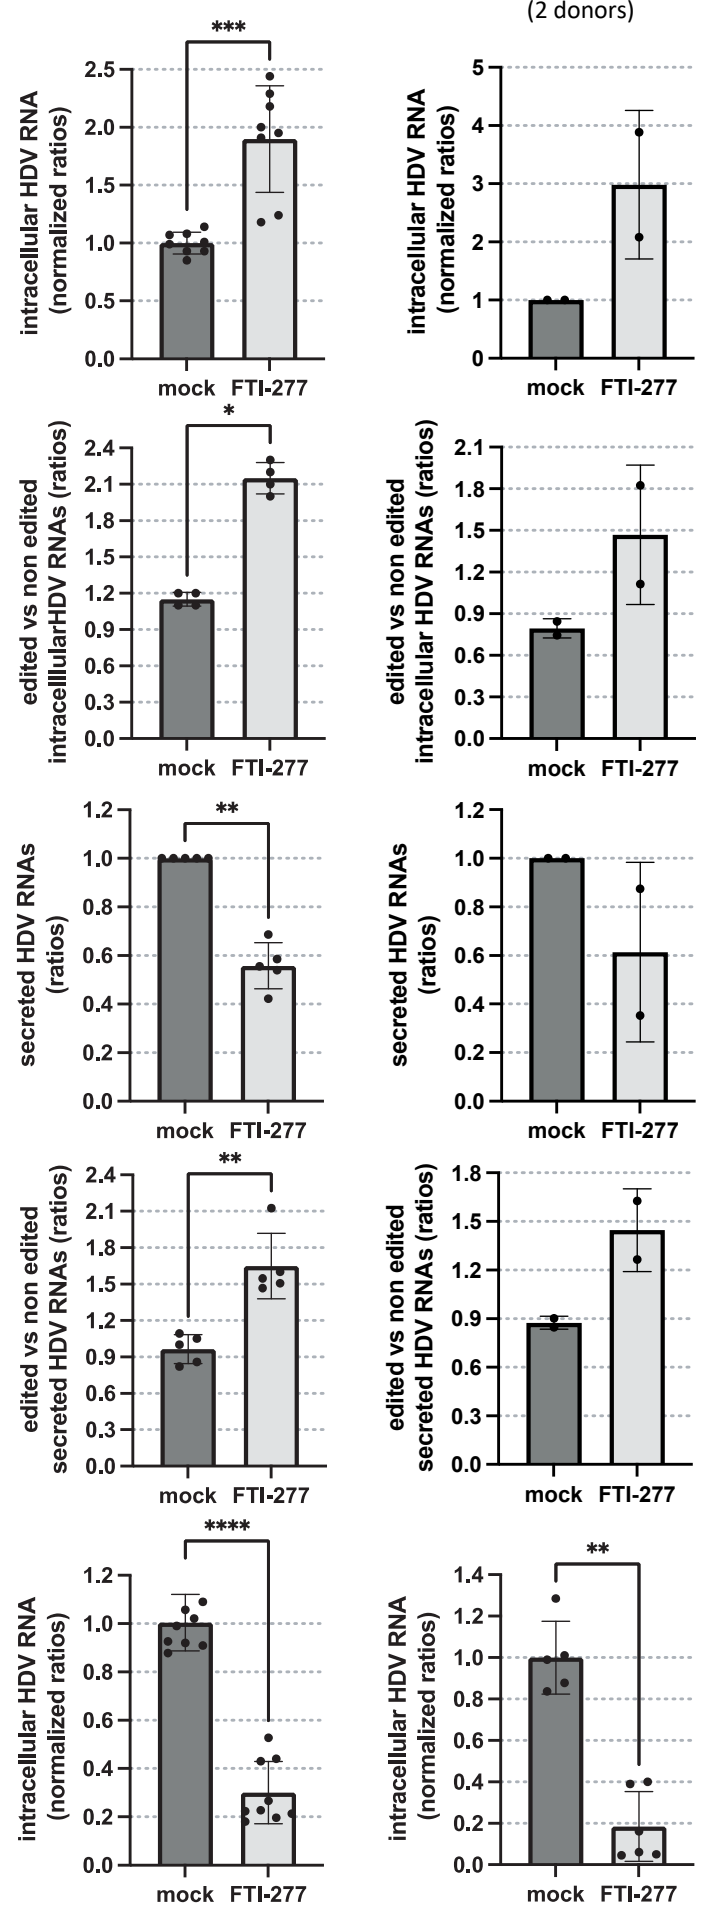 (2 donors)
***
intracellular HDV RNA
(normalized ratios)
2.5
2.0
1.5
1.0
0.5
0.0
mock FTI-277
intracellular HDV RNA
(normalized ratios)
5
4
3
2
1
0
mock FTI-277
*
edited vs non edited
intracelllularHDV RNAs (ratios)
2.4
2.1
1.8
1.5
1.2
0.9
0.6
0.3
0.0
mock FTI-277
edited vs non edited
intracellular HDV RNAs (ratios)
2.1
1.8
1.5
1.2
0.9
0.6
0.3
0.0
mock FTI-277
**
secreted HDV RNAs
(ratios)
1.2
1.0
0.8
0.6
0.4
0.2
0.0
mock FTI-277
secreted HDV RNAs
(ratios)
1.2
1.0
0.8
0.6
0.4
0.2
0.0
mock FTI-277
**
edited vs non edited
secreted HDV RNAs (ratios)
2.4
2.1
1.8
1.5
1.2
0.9
0.6
0.3
0.0
mock FTI-277
edited vs non edited
secreted HDV RNAs (ratios)
1.8
1.5
1.2
0.9
0.6
0.3
0.0
mock FTI-277
****
intracellular HDV RNA
(normalized ratios)
1.2
1.0
0.8
0.6
0.4
0.2
0.0
mock FTI-277
**
intracellular HDV RNA
(normalized ratios)
1.4
1.2
1.0
0.8
0.6
0.4
0.2
0.0
mock FTI-277